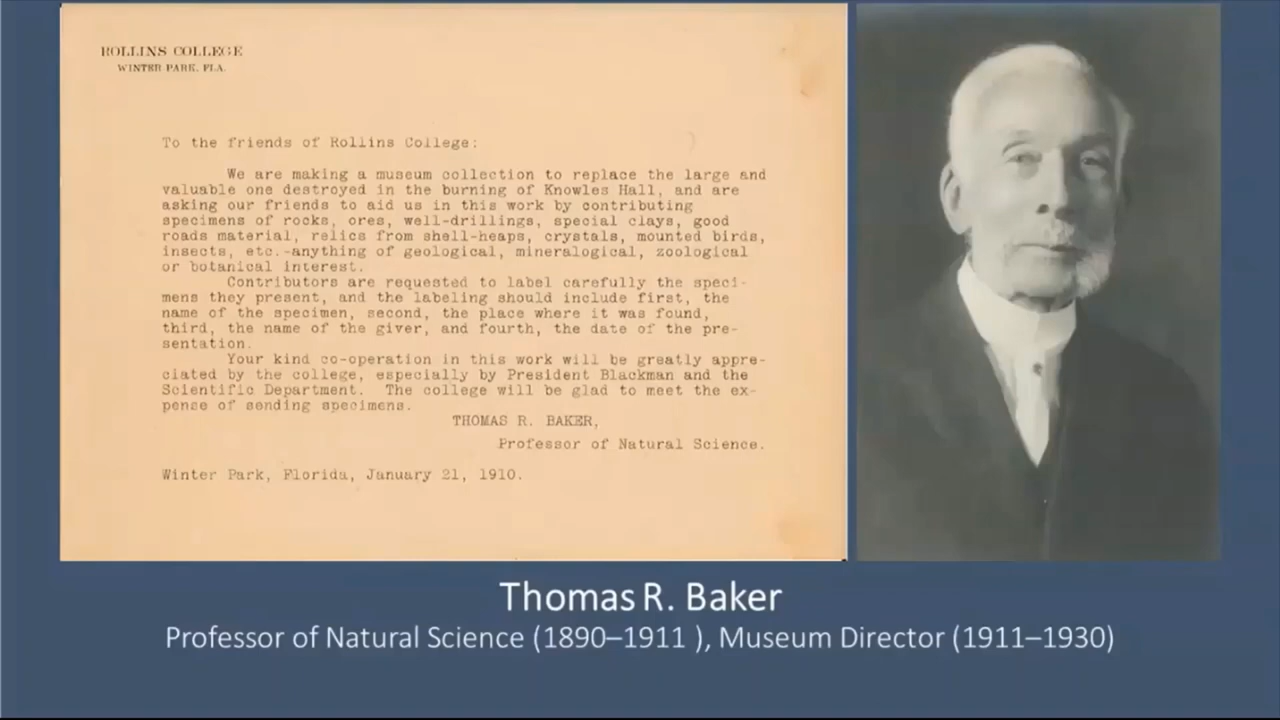 ROLLINS COLLEGE
WINTER PARK, FLA.
To the friends of Rollins College:
We are making a museum collection to replace the large and
valuable one destroyed in the burning of Knowles Hall, and are
asking our friends to aid us in this work by contributing
specimens of rocks, ores, well-drillings, special clays, good
roads material, relics from shell-heaps, crystals, mounted birds,
insects, etc.-anything of geological, mineralogical, zoological
or botanical interest.
Contributors are requested to label carefully the speci-
mens they present, and the labeling should include first, the
name of the specimen, second, the place where it was found,
third, the name of the giver, and fourth, the date of the pre-
sentation.
Your kind co-operation in this work will be greatly appre-
ciated by the college, especially by President Blackman and the
Scientific Department. The college will be glad to meet the ex-
pense of sending specimens.
THOMAS R. BAKER,
Professor of Natural Science.
Winter Park, Florida, January 21, 1910.
Thomas R. Baker
Professor of Natural Science (1890–1911 ), Museum Director (1911–1930)